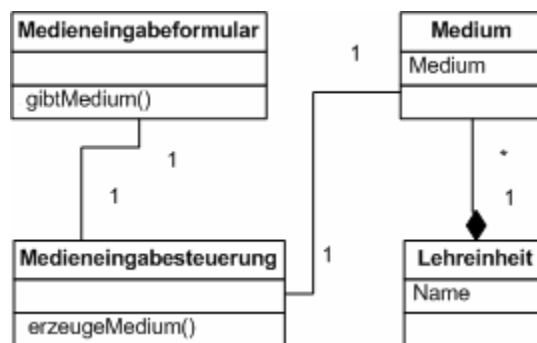 Medieneingabeformular
gibtMedium()
Medium
Medium
1
1
1
*
1
Medieneingabesteuerung
erzeugeMedium()
1
Lehreinheit
Name